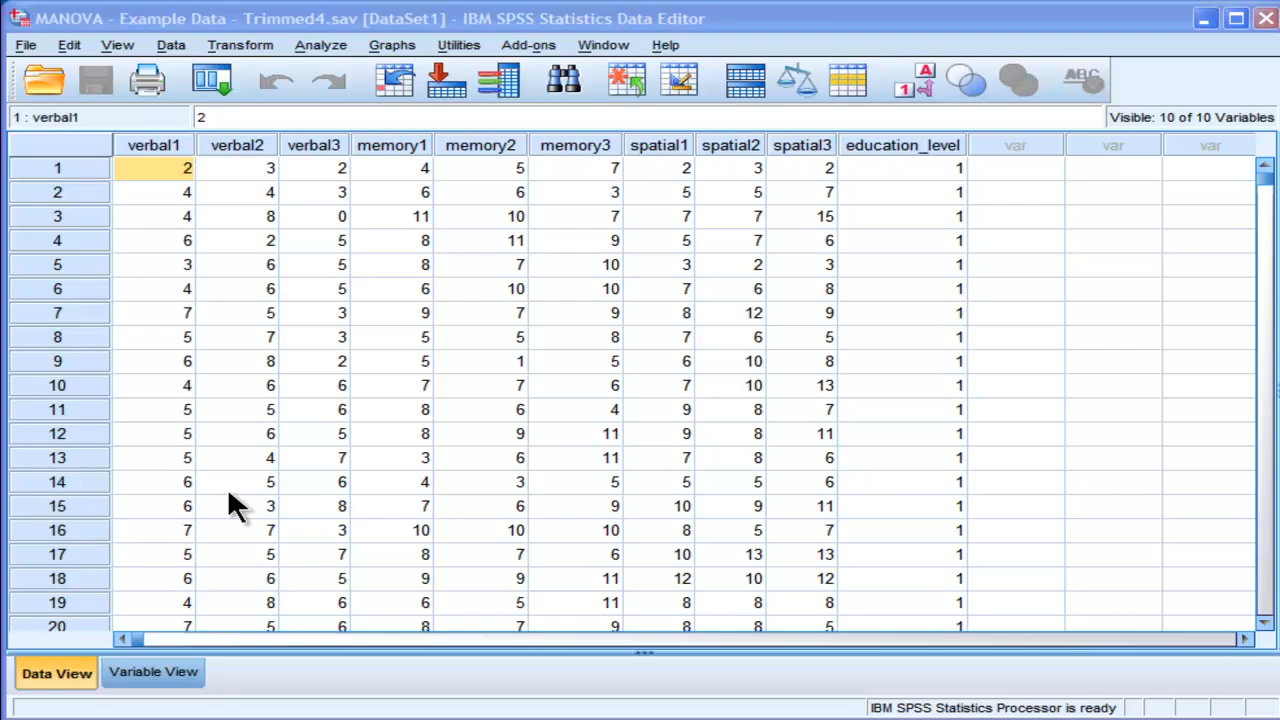 MANOVA - Example Data - Trimmed4.sav [DataSet1] - IBM SPSS Statistics Data Editor
File Edit View Data Transform Analyze Graphs Utilities Add-ons Window Help
A
1
ABC
1 : verbal1 2 Visible: 10 of 10 Variables
verbal1 verbal2 verbal3 memory1 memory2 memory3 spatial1 spatial2 spatial3 education_level var var var
1 2 3 2 4 5 7 2 3 2 1
2 4 4 3 6 6 3 5 5 7 1
3 4 8 0 11 10 7 7 7 15 1
4 6 2 5 8 11 9 5 7 6 1
5 3 6 5 8 7 10 3 2 3 1
6 4 6 5 6 10 10 7 6 8 1
7 7 5 3 9 7 9 8 12 9 1
8 5 7 3 5 5 8 7 6 5 1
9 6 8 2 5 1 5 6 10 8 1
10 4 6 6 7 7 6 7 10 13 1
11 5 5 6 8 6 4 9 8 7 1
12 5 6 5 8 9 11 9 8 11 1
13 5 4 7 3 6 11 7 8 6 1
14 6 5 6 4 3 5 5 5 6 1
15 6 3 8 7 6 9 10 9 11 1
16 7 7 3 10 10 10 8 5 7 1
17 5 5 7 8 7 6 10 13 13 1
18 6 6 5 9 9 11 12 10 12 1
19 4 8 6 6 5 11 8 8 8 1
20 7 5 6 8 7 9 8 8 5 1
Data View Variable View
IBM SPSS Statistics Processor is ready